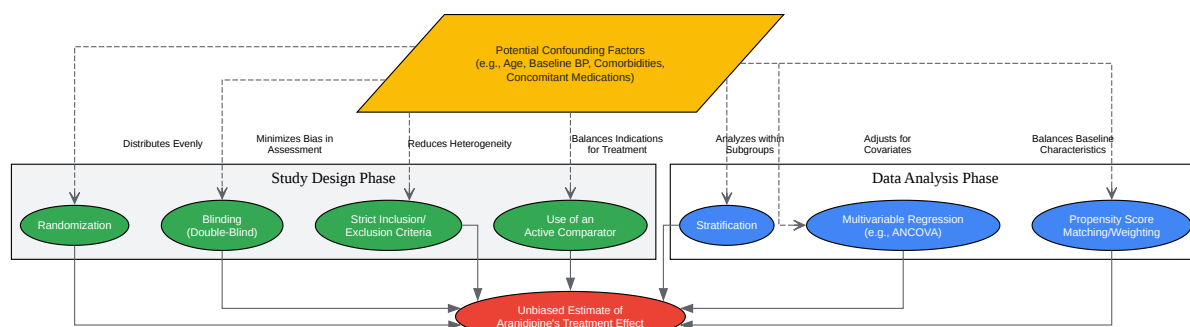 Potential Confounding Factors
(e.g., Age, Baseline BP, Comorbidities,
Concomitant Medications)
Distributes Evenly
Minimizes Bias in
Assessment
Reduces Heterogeneity
Balances Indications
for Treatment
Analyzes within
Subgroups
Adjusts for
Covariates
Balances Baseline
Characteristics
Study Design Phase
Data Analysis Phase
Randomization
Blinding
(Double-Blind)
Strict Inclusion/
Exclusion Criteria
Use of an
Active Comparator
Stratification
Multivariable Regression
(e.g., ANCOVA)
Propensity Score
Matching/Weighting
Unbiased Estimate of
Aranidipine's Treatment Effect